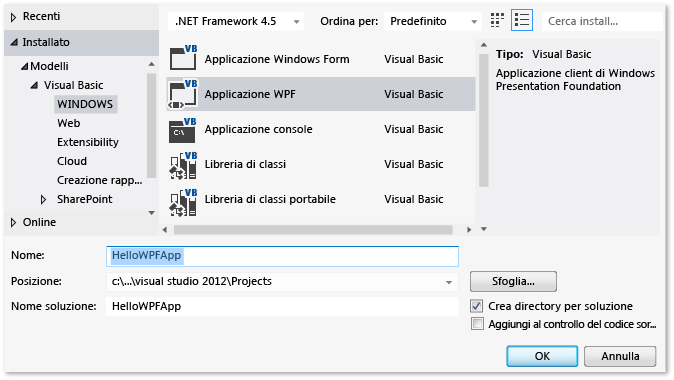 Recenti
Installato
Modelli
Visual Basic
WINDOWS
Web
Extensibility
Cloud
Creazione rapp...
SharePoint
Online
.NET Framework 4.5
Ordina per:
Predefinito
Cerca install...
VB Applicazione Windows Form Visual Basic
VB Applicazione WPF Visual Basic
VB C:\ Applicazione console Visual Basic
VB Libreria di classi Visual Basic
VB Libreria di classi portabile Visual Basic
Tipo: Visual Basic
Applicazione client di Windows
Presentation Foundation
Nome: HelloWPFApp
Posizione: c:\...\visual studio 2012\Projects Sfoglia...
Nome soluzione: HelloWPFApp
Crea directory per soluzione
Aggiungi al controllo del codice sor...
OK Annulla